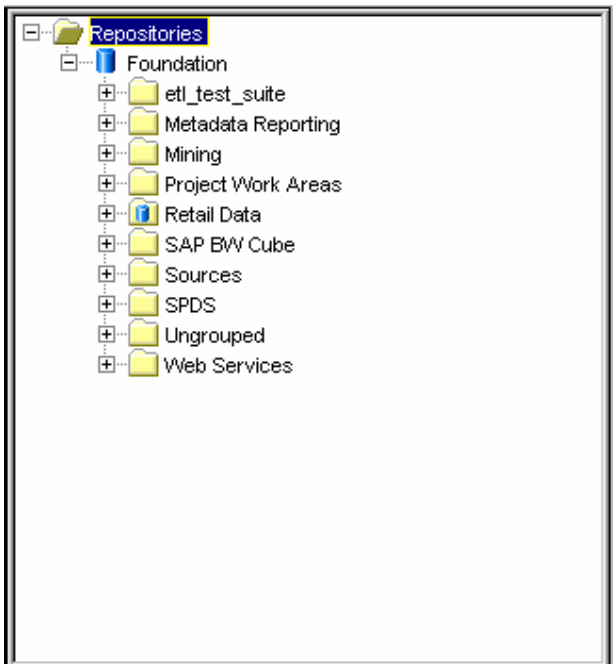 Repositories
Foundation
etl_test_suite
Metadata Reporting
Mining
Project Work Areas
Retail Data
SAP BW Cube
Sources
SPDS
Ungrouped
Web Services